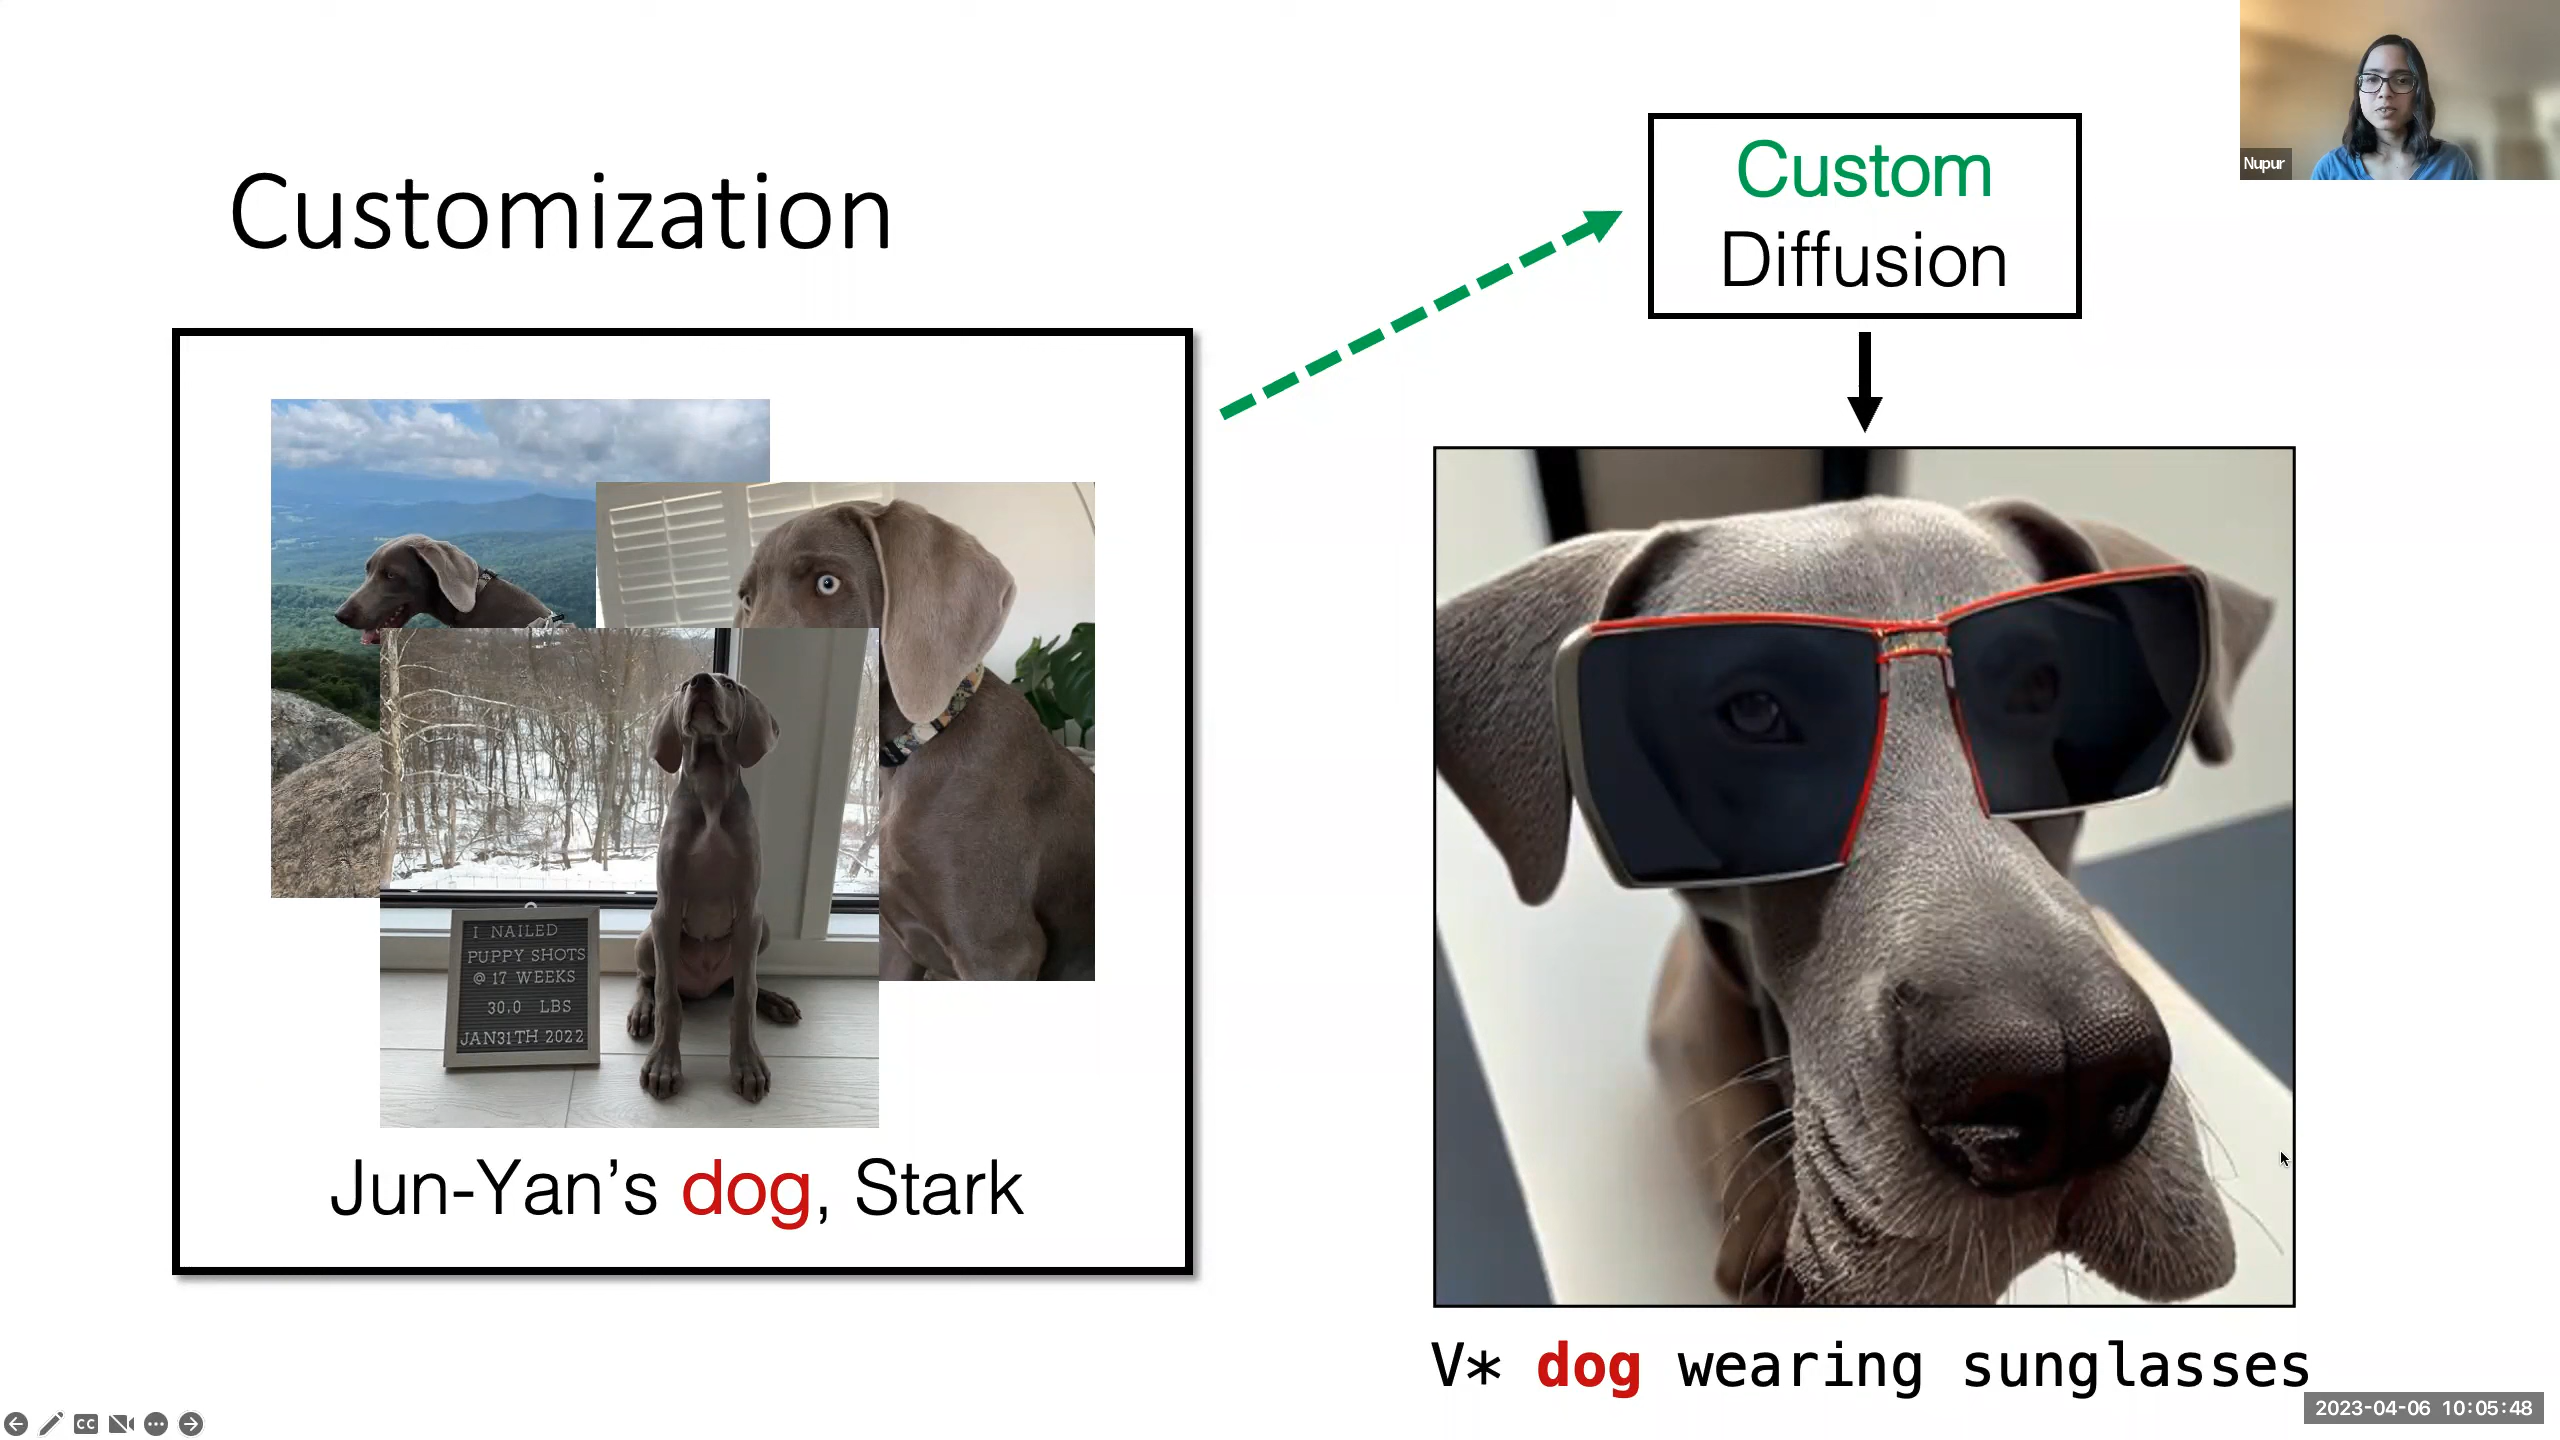 Customization
Custom
Diffusion
Nupur
I NAILED
PUPPY SHOTS
@ 17 WEEKS
30.0 LBS
JAN31TH 2022
Jun-Yan’s dog, Stark
V* dog wearing sunglasses
CC
2023-04-06 10:05:48